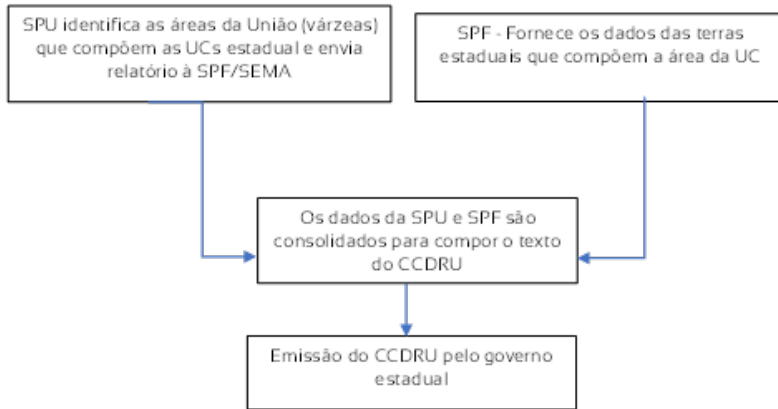 SPU identifica as áreas da União (várzeas)
que compõem as UCs estadual e envia
relatório à SPF/SEMA
SPF - Fornece os dados das terras
estaduais que compõem a área da UC
Os dados da SPU e SPF são
consolidados para compor o texto
do CCDRU
Emissão do CCDRU pelo governo
estadual